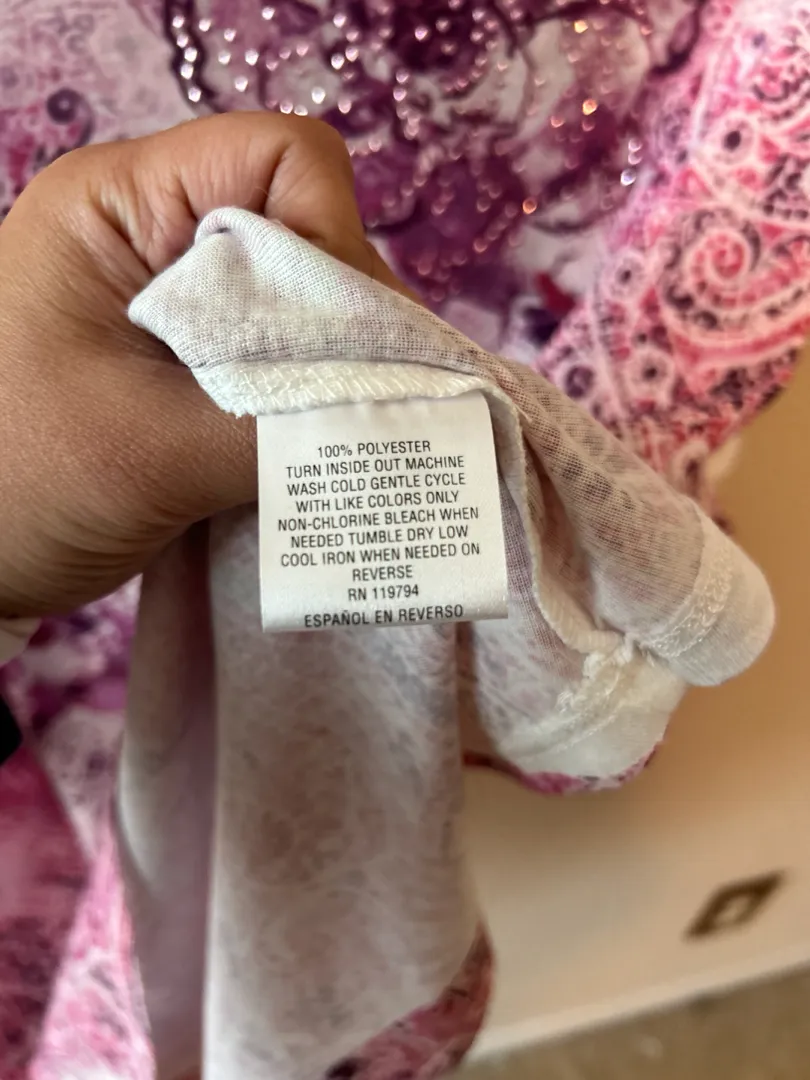 100% POLYESTER
TURN INSIDE OUT MACHINE
WASH COLD GENTLE CYCLE
WITH LIKE COLORS ONLY
NON-CHLORINE BLEACH WHEN
NEEDED TUMBLE DRY LOW
COOL IRON WHEN NEEDED ON
REVERSE
RN 119794
ESPAÑOL EN REVERSO